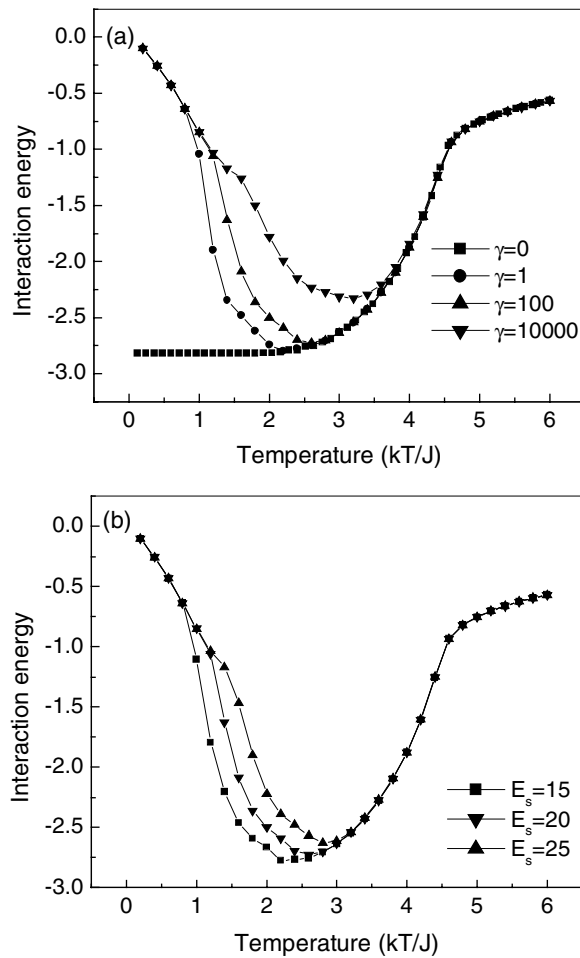 (a)
0.0
-0.5
-1.0
-1.5
-2.0
-2.5
-3.0
Interaction energy
γ=0
γ=1
γ=100
γ=10000
0 1 2 3 4 5 6
Temperature (kT/J)
(b)
0.0
-0.5
-1.0
-1.5
-2.0
-2.5
-3.0
Interaction energy
E_s=15
E_s=20
E_s=25
0 1 2 3 4 5 6
Temperature (kT/J)